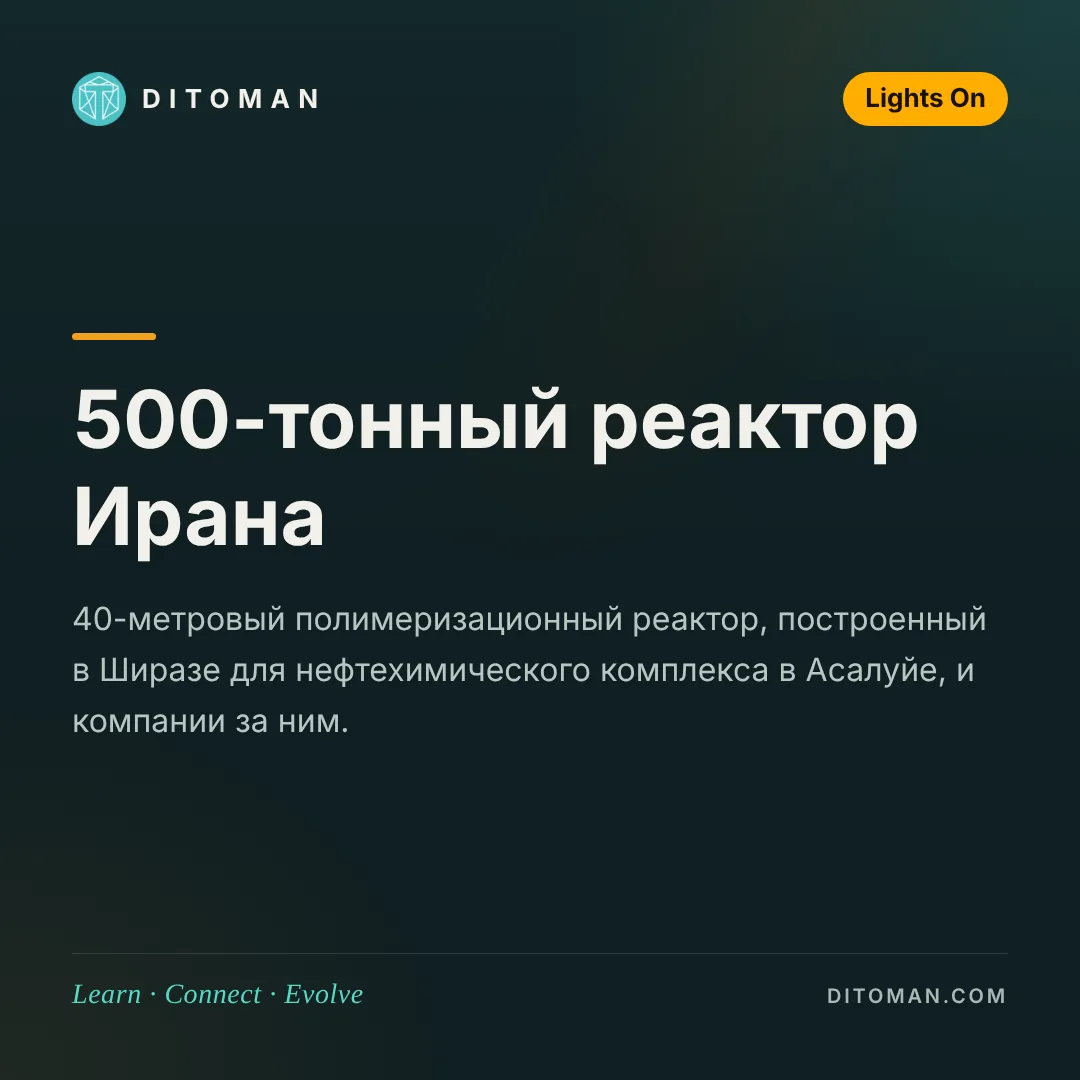 DITOMAN
Lights On
500-тонный реактор
Ирана
40-метровый полимеризационный реактор, построенный
в Ширазе для нефтехимического комплекса в Асалуйе, и
компании за ним.
Learn · Connect · Evolve
DITOMAN.COM